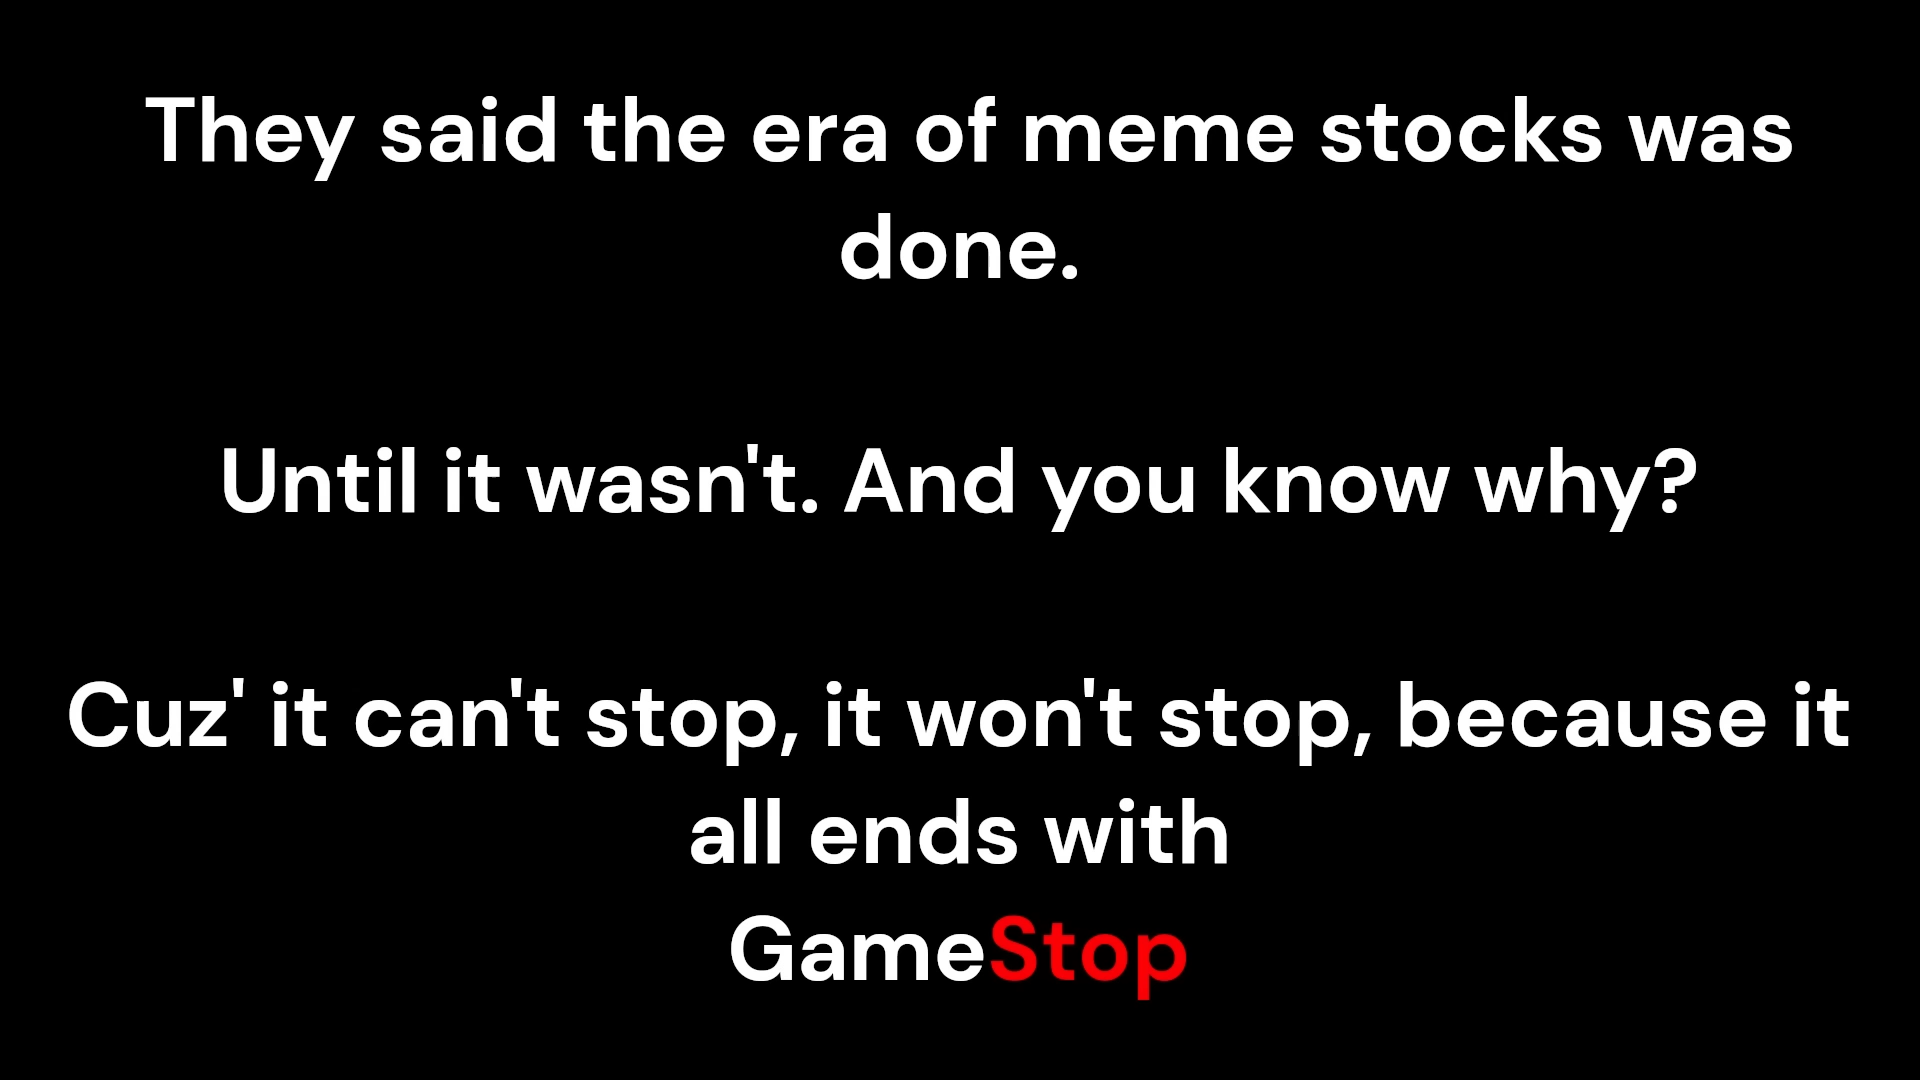 They said the era of meme stocks was
done.
Until it wasn't. And you know why?
Cuz' it can't stop, it won't stop, because it
all ends with
GameStop